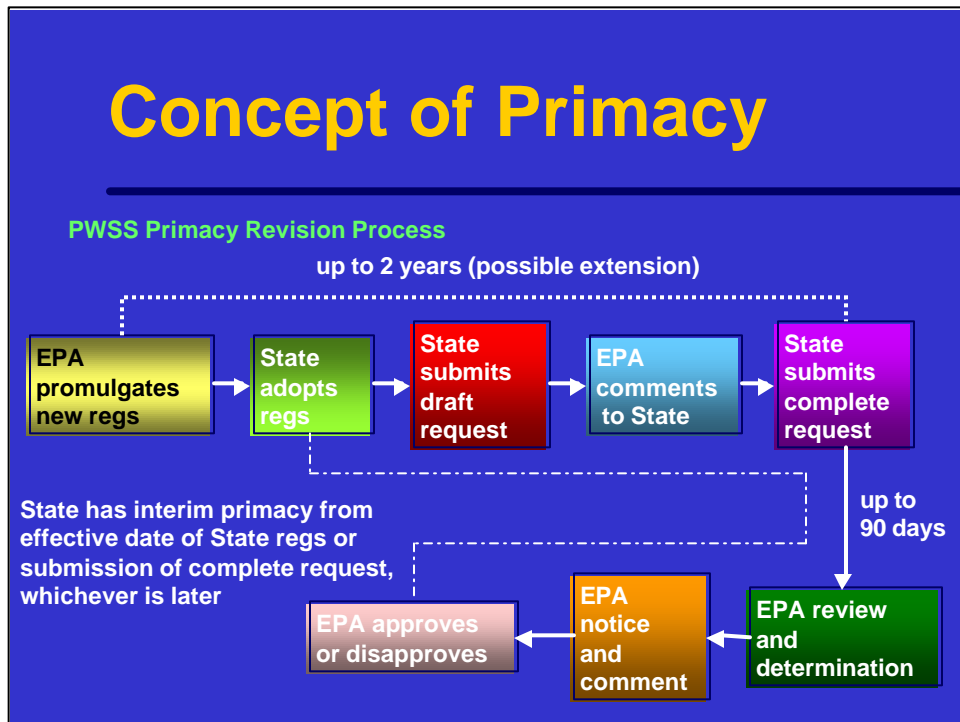 Concept of Primacy
PWSS Primacy Revision Process
up to 2 years (possible extension)
EPA
promulgates
new regs
State
adopts
regs
State
submits
draft
request
EPA
comments
to State
State
submits
complete
request
State has interim primacy from
effective date of State regs or
submission of complete request,
whichever is later
up to
90 days
EPA review
and
determination
EPA
notice
and
comment
EPA approves
or disapproves